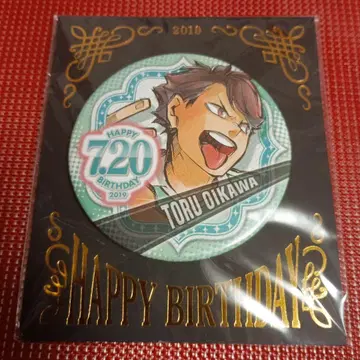 2019
HAPPY
7.20
BIRTHDAY
2019
TORU OIKAWA
HAPPY BIRTHDAY